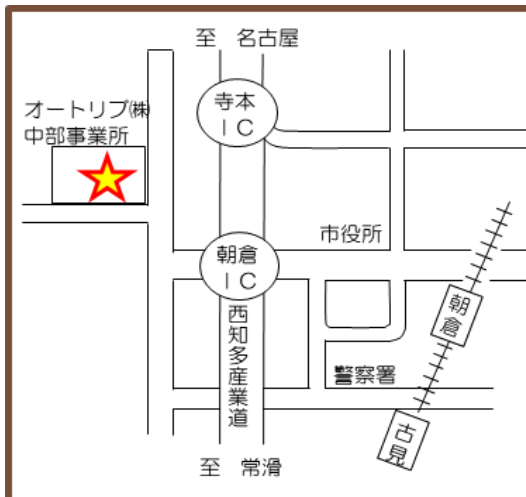 至 名古屋
寺本
IC
オートリブ㈱
中部事業所
市役所
朝倉
IC
朝倉
西知多産業道
警察署
古見
至 常滑